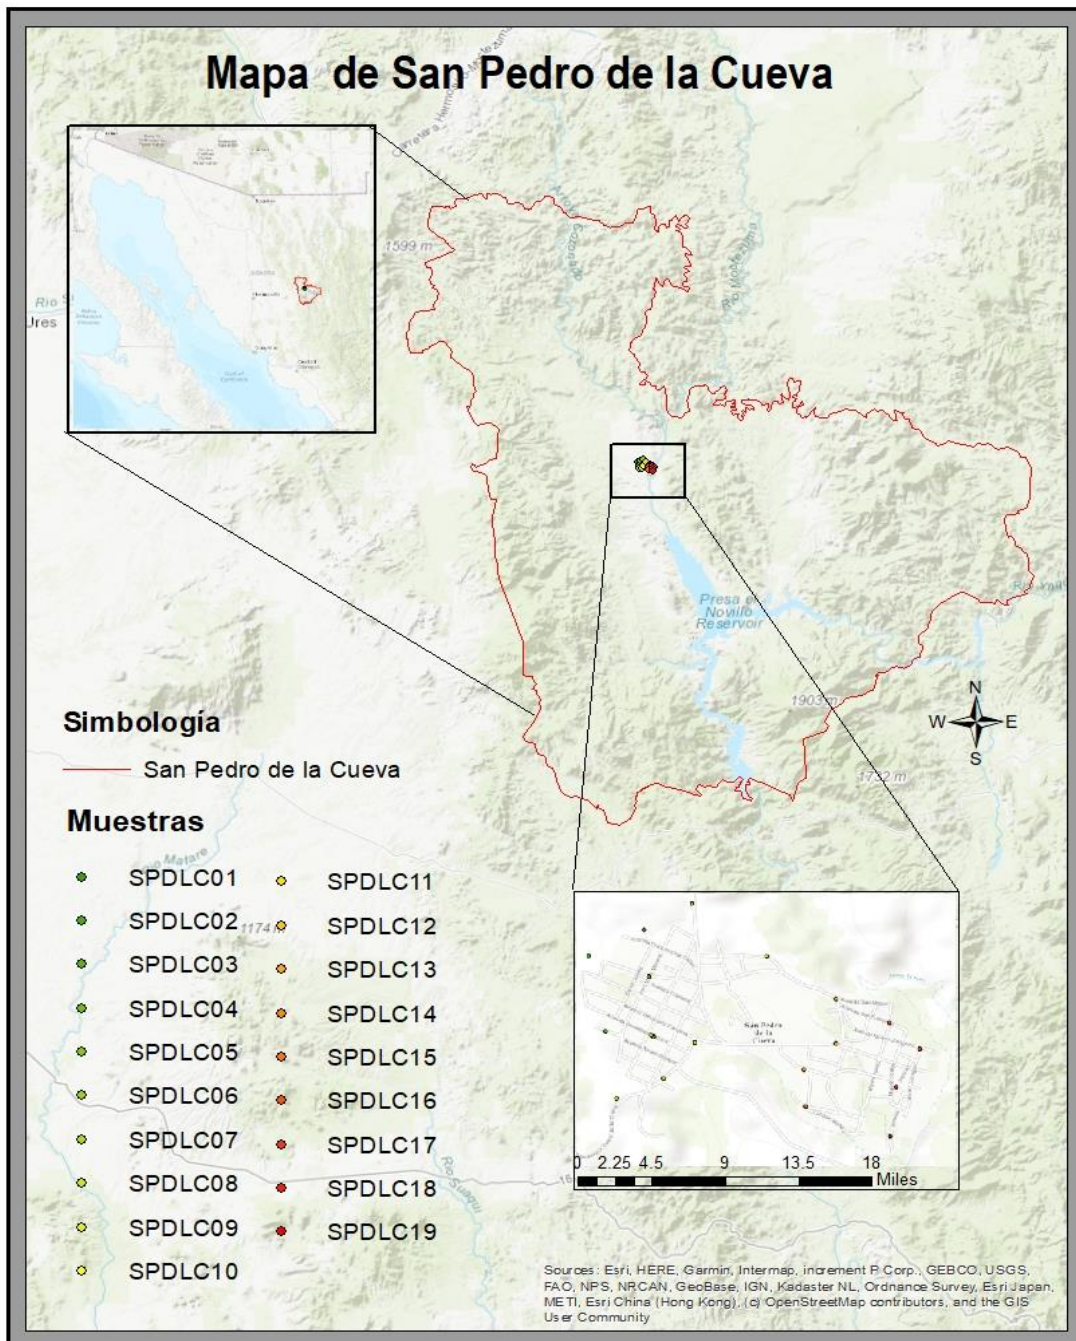 Mapa  de San Pedro de la Cueva
1599 m
Rio Moctezuma
Ures
Presa el
Novillo
Reservoir
1903 m
N
W
E
S
1732 m
Simbología
San Pedro de la Cueva
Muestras
Matape
1174 m
SPDLC01
SPDLC02
SPDLC03
SPDLC04
SPDLC05
SPDLC06
SPDLC07
SPDLC08
SPDLC09
SPDLC10
SPDLC11
SPDLC12
SPDLC13
SPDLC14
SPDLC15
SPDLC16
SPDLC17
SPDLC18
SPDLC19
San Pedro
de la
Cueva
0 2.25 4.5 9 13.5 18
Miles
Sources: Esri, HERE, Garmin, Intermap, increment P Corp., GEBCO, USGS,
FAO, NPS, NRCAN, GeoBase, IGN, Kadaster NL, Ordnance Survey, Esri Japan,
METI, Esri China (Hong Kong), (c) OpenStreetMap contributors, and the GIS
User Community